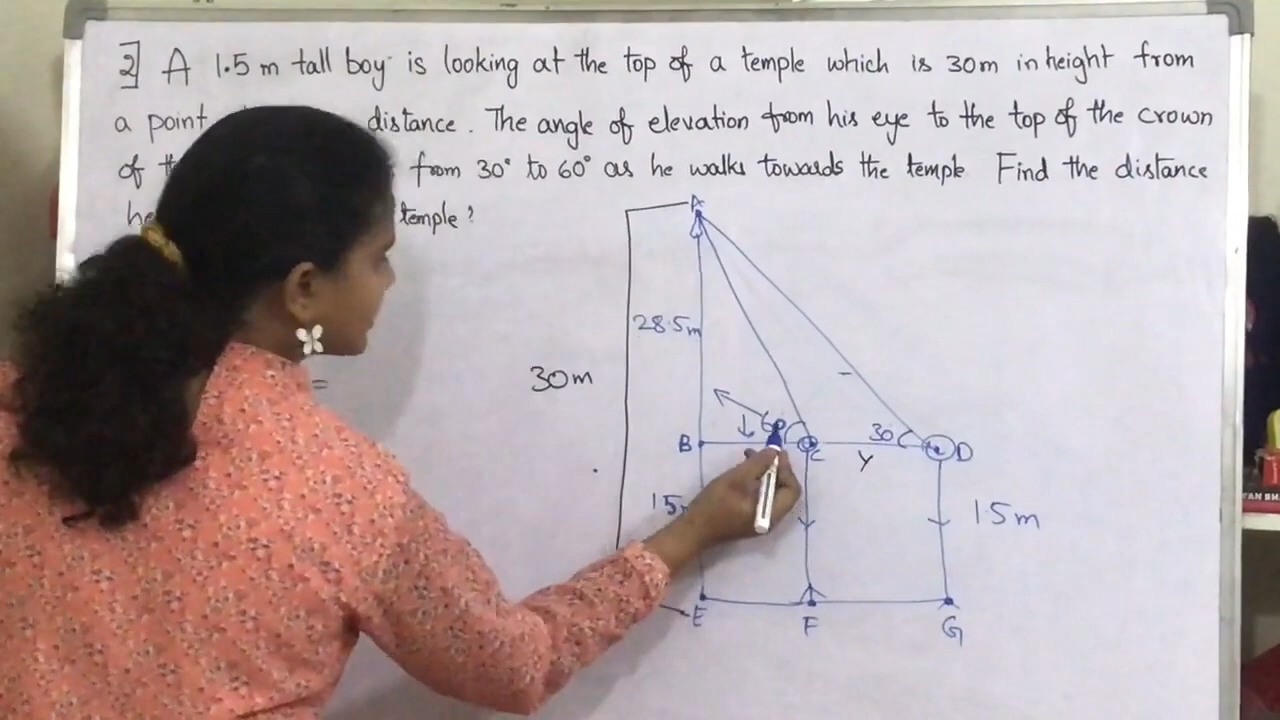 2] A 1.5 m tall boy is looking at the top of a temple which is 30m in height from
a point distance. The angle of elevation from his eye to the top of the crown
of from 30° to 60° as he walks towards the temple Find the distance
he temple?
A
28.5m
30m
60
30
B
C
D
y
1.5m
E
F
G
=